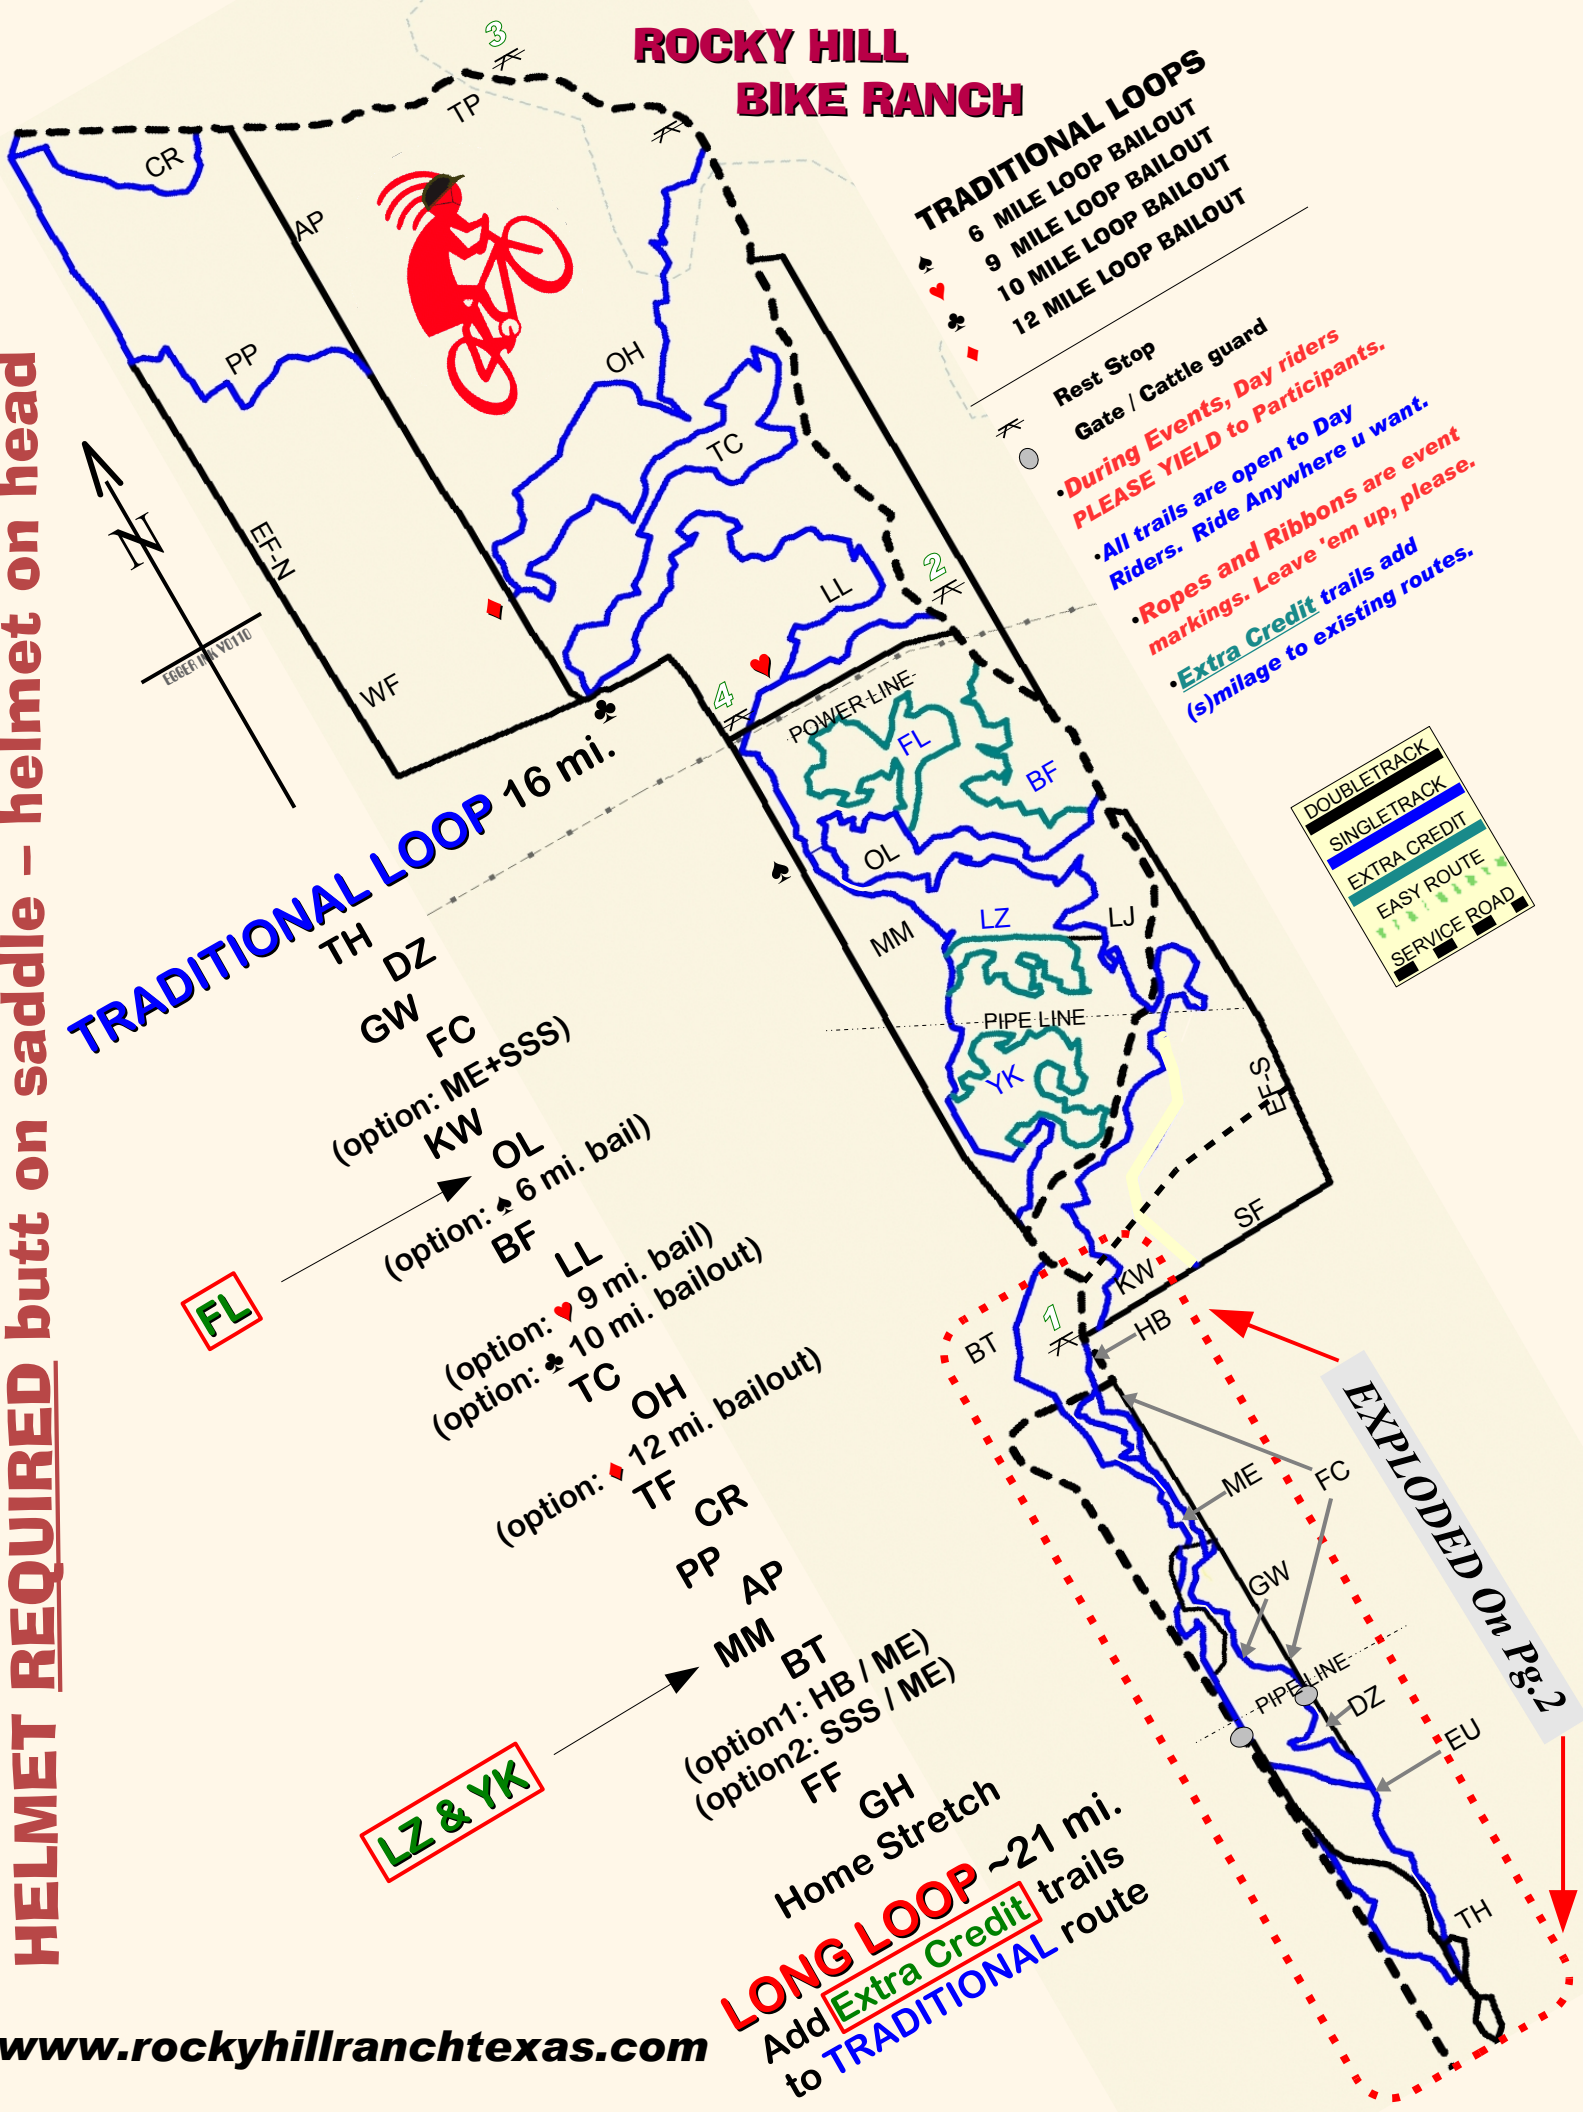 ROCKY HILL
BIKE RANCH
TRADITIONAL LOOPS
6 MILE LOOP BAILOUT
♠ 9 MILE LOOP BAILOUT
♥ 10 MILE LOOP BAILOUT
♣ 12 MILE LOOP BAILOUT
♦
Rest Stop
Gate / Cattle guard
•During Events, Day riders
PLEASE YIELD to Participants.
•All trails are open to Day
Riders. Ride Anywhere u want.
•Ropes and Ribbons are event
markings. Leave 'em up, please.
•Extra Credit trails add
(s)milage to existing routes.
DOUBLETRACK
SINGLETRACK
EXTRA CREDIT
EASY ROUTE
SERVICE ROAD
3
TP
CR
AP
PP
OH
TC
EF-N
N
EGGER INK YD110
WF
LL
2
4
POWER LINE
FL
BF
OL
MM
LZ
LJ
PIPE LINE
YK
EF-S
SF
KW
1
BT
HB
ME
FC
GW
PIPE LINE
DZ
EU
TH
EXPLODED On Pg.2
HELMET REQUIRED butt on saddle – helmet on head
TRADITIONAL LOOP 16 mi.
TH
DZ
GW
FC
(option: ME+SSS)
KW
OL
(option: ♠ 6 mi. bail)
BF
FL
LL
(option: ♥ 9 mi. bail)
(option: ♣ 10 mi. bailout)
TC
OH
(option: ♦ 12 mi. bailout)
TF
CR
PP
AP
MM
BT
LZ & YK
(option1: HB / ME)
(option2: SSS / ME)
FF
GH
Home Stretch
LONG LOOP ~21 mi.
Add Extra Credit trails
to TRADITIONAL route
www.rockyhillranchtexas.com